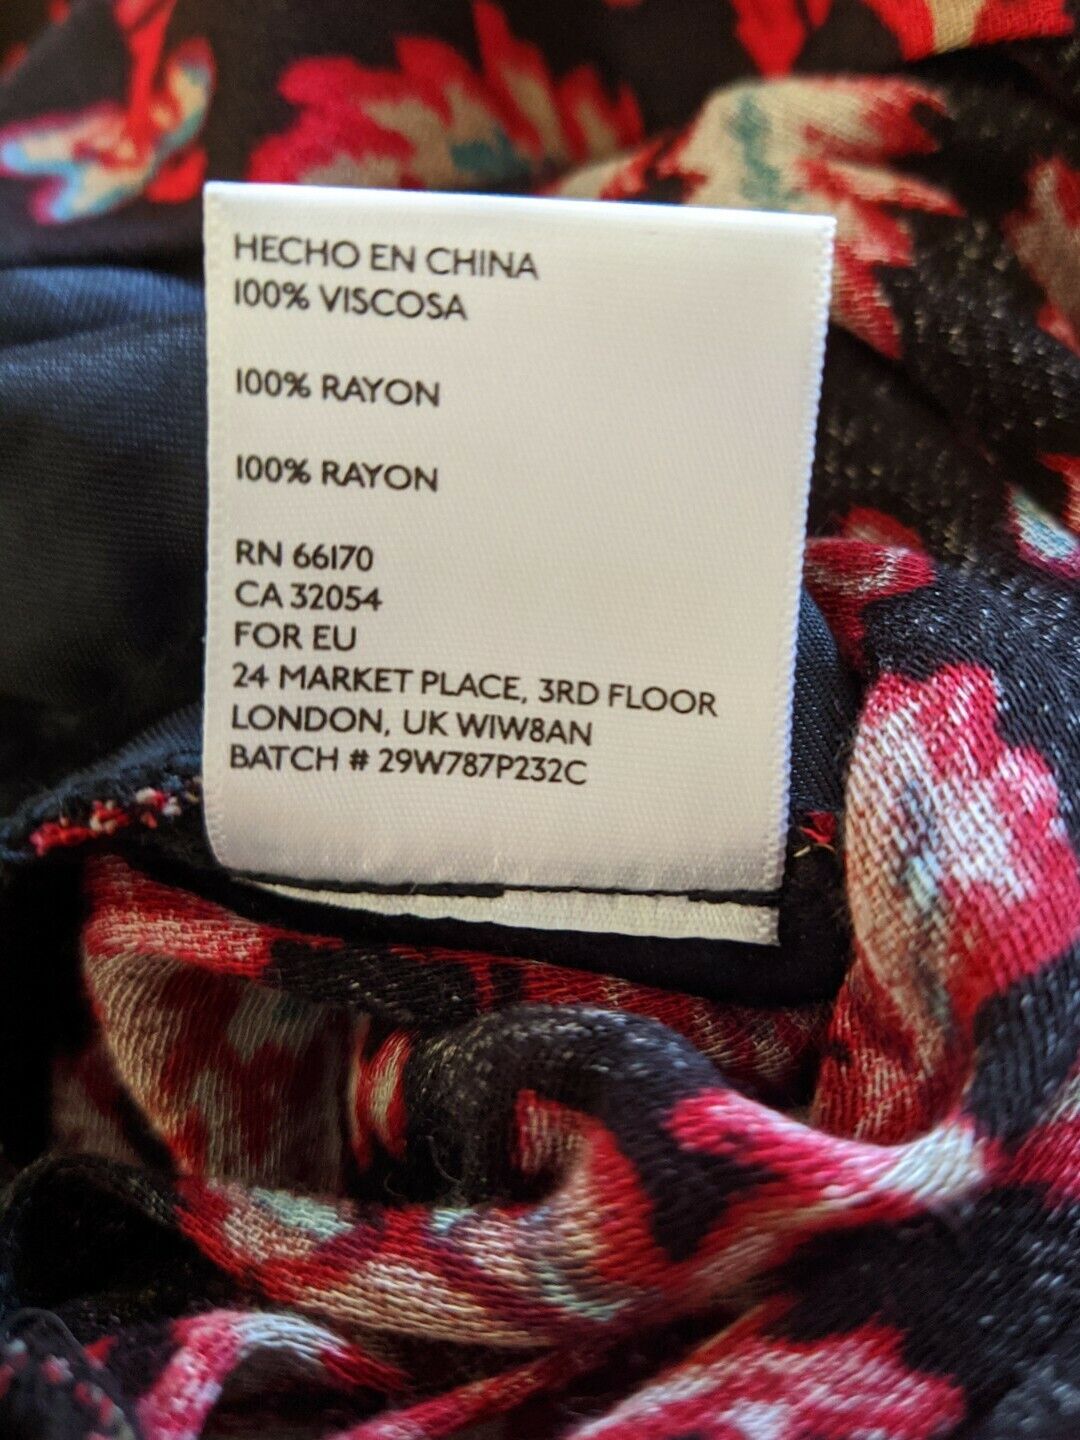 HECHO EN CHINA
100% VISCOSA
100% RAYON
100% RAYON
RN 66170
CA 32054
FOR EU
24 MARKET PLACE, 3RD FLOOR
LONDON, UK W1W8AN
BATCH # 29W787P232C